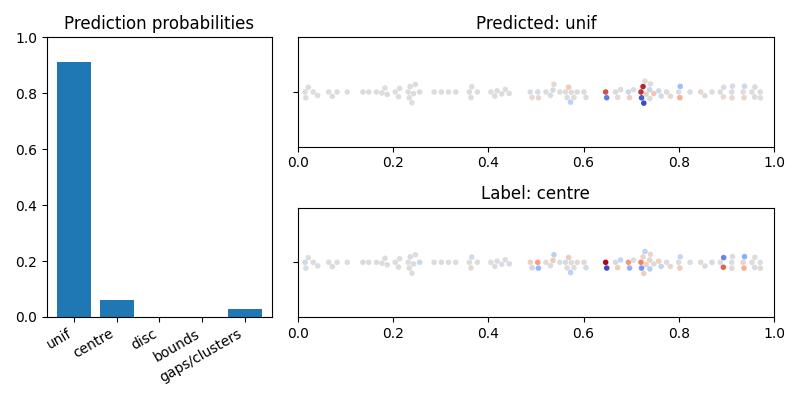 Prediction probabilities
1.0
0.8
0.6
0.4
0.2
0.0
unif
centre
disc
bounds
gaps/clusters
Predicted: unif
0.0 0.2 0.4 0.6 0.8 1.0
Label: centre
0.0 0.2 0.4 0.6 0.8 1.0